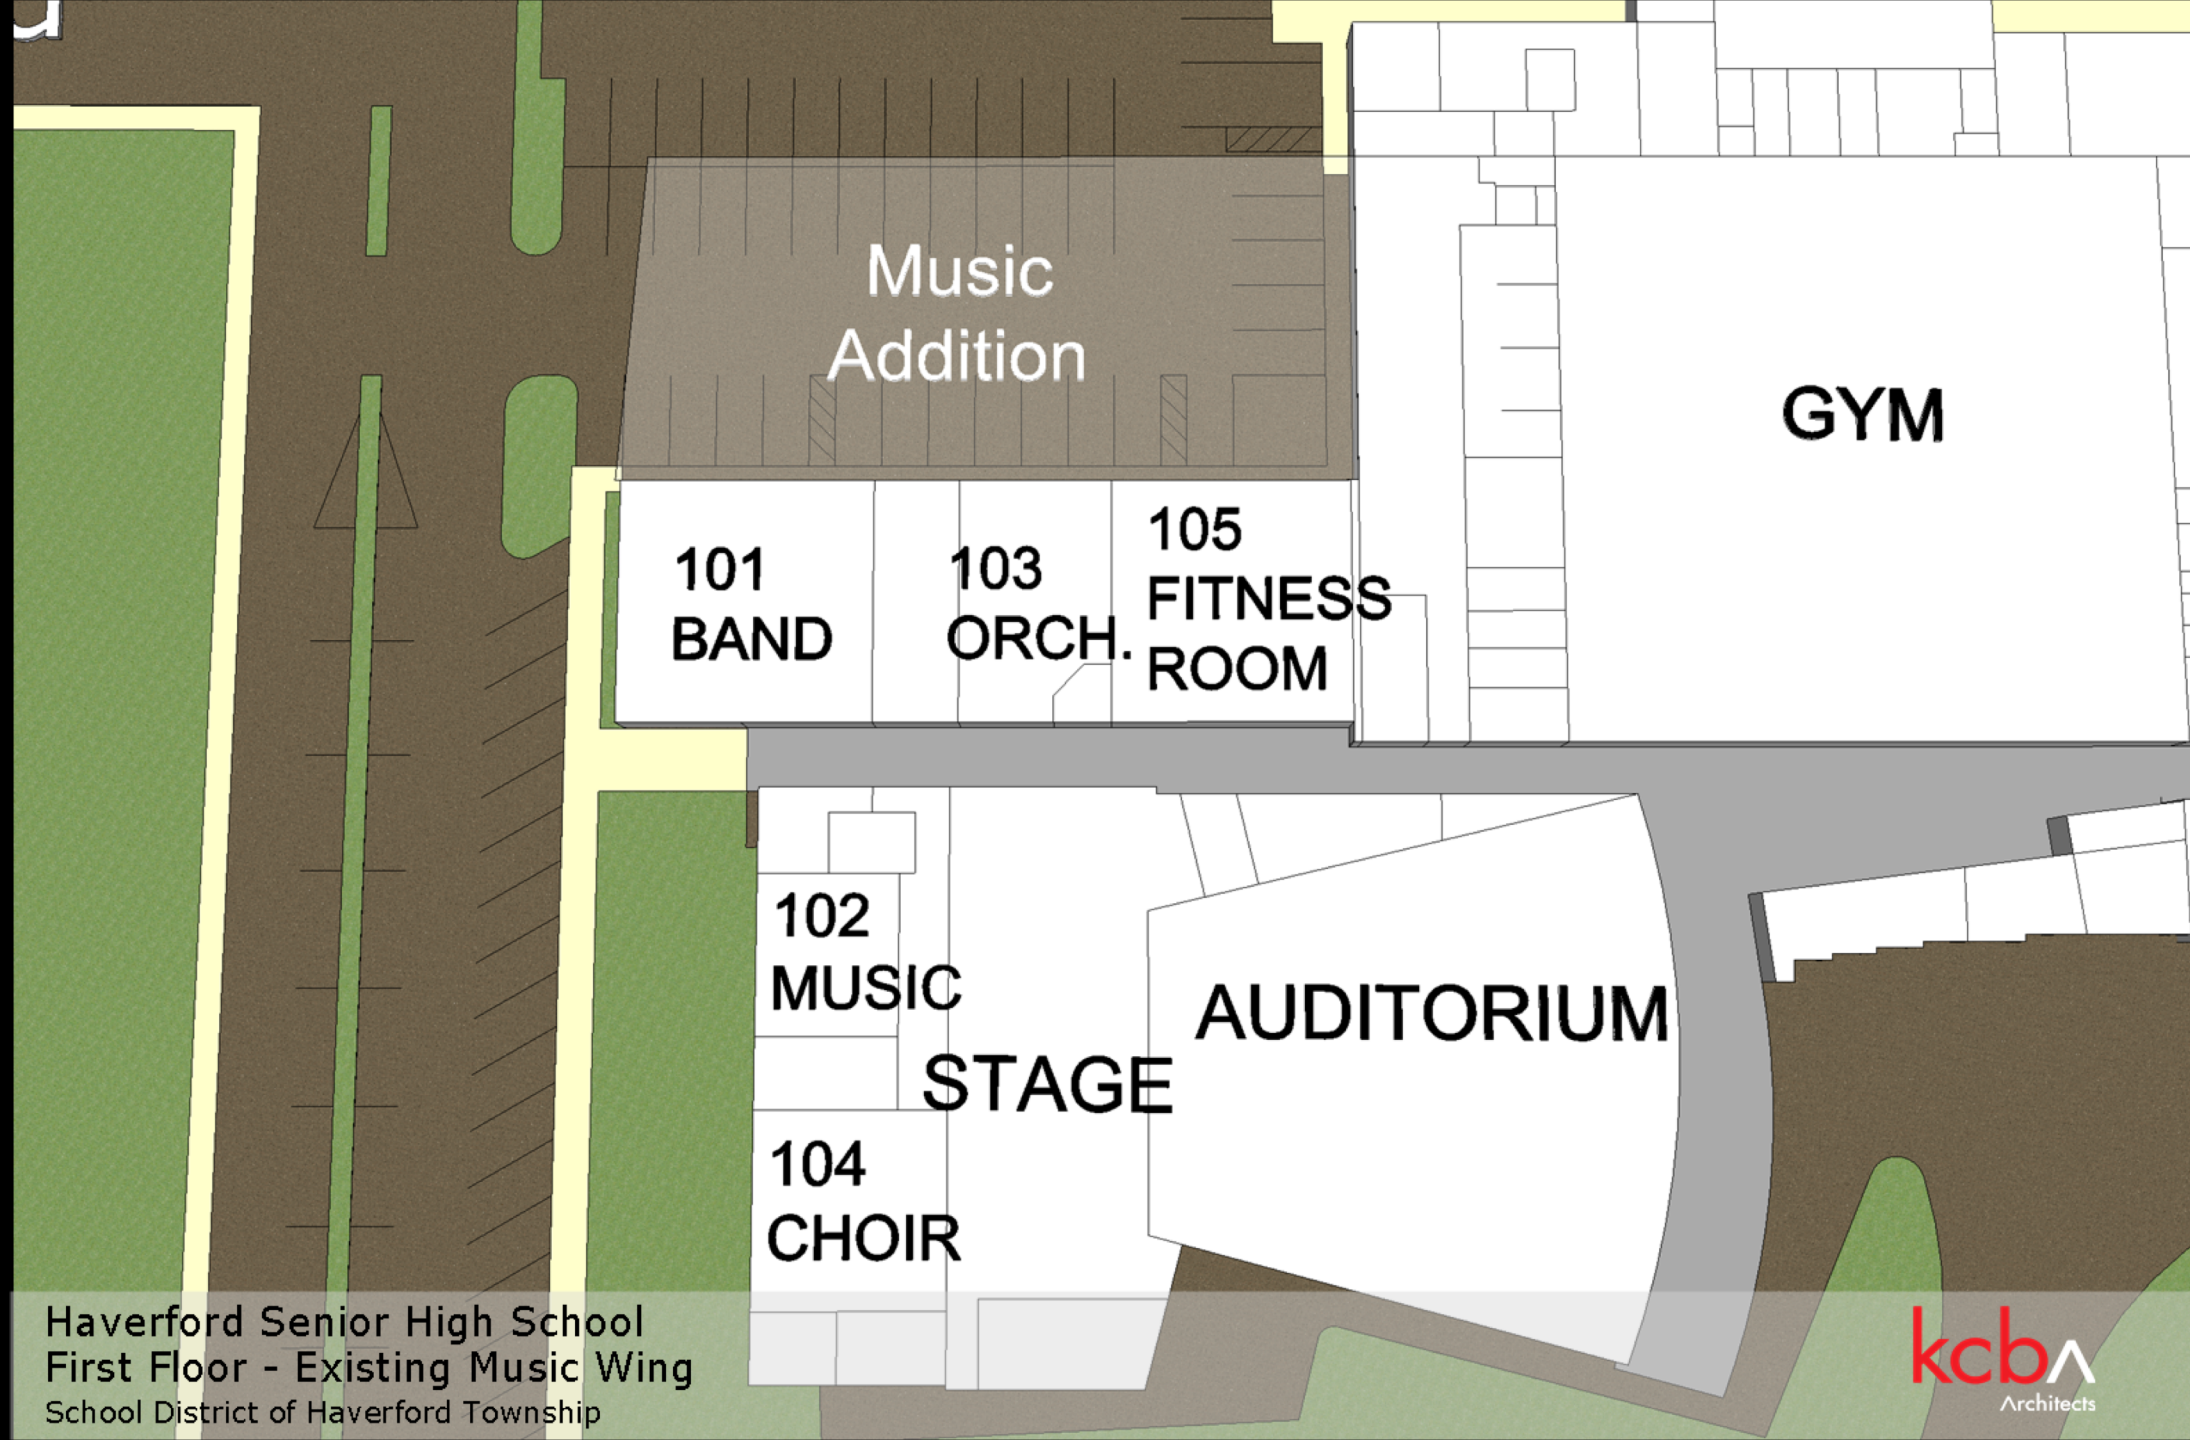 Music
Addition
GYM
101
BAND
103
ORCH.
105
FITNESS
ROOM
102
MUSIC
STAGE
AUDITORIUM
104
CHOIR
Haverford Senior High School
First Floor - Existing Music Wing
School District of Haverford Township
kcba
Architects